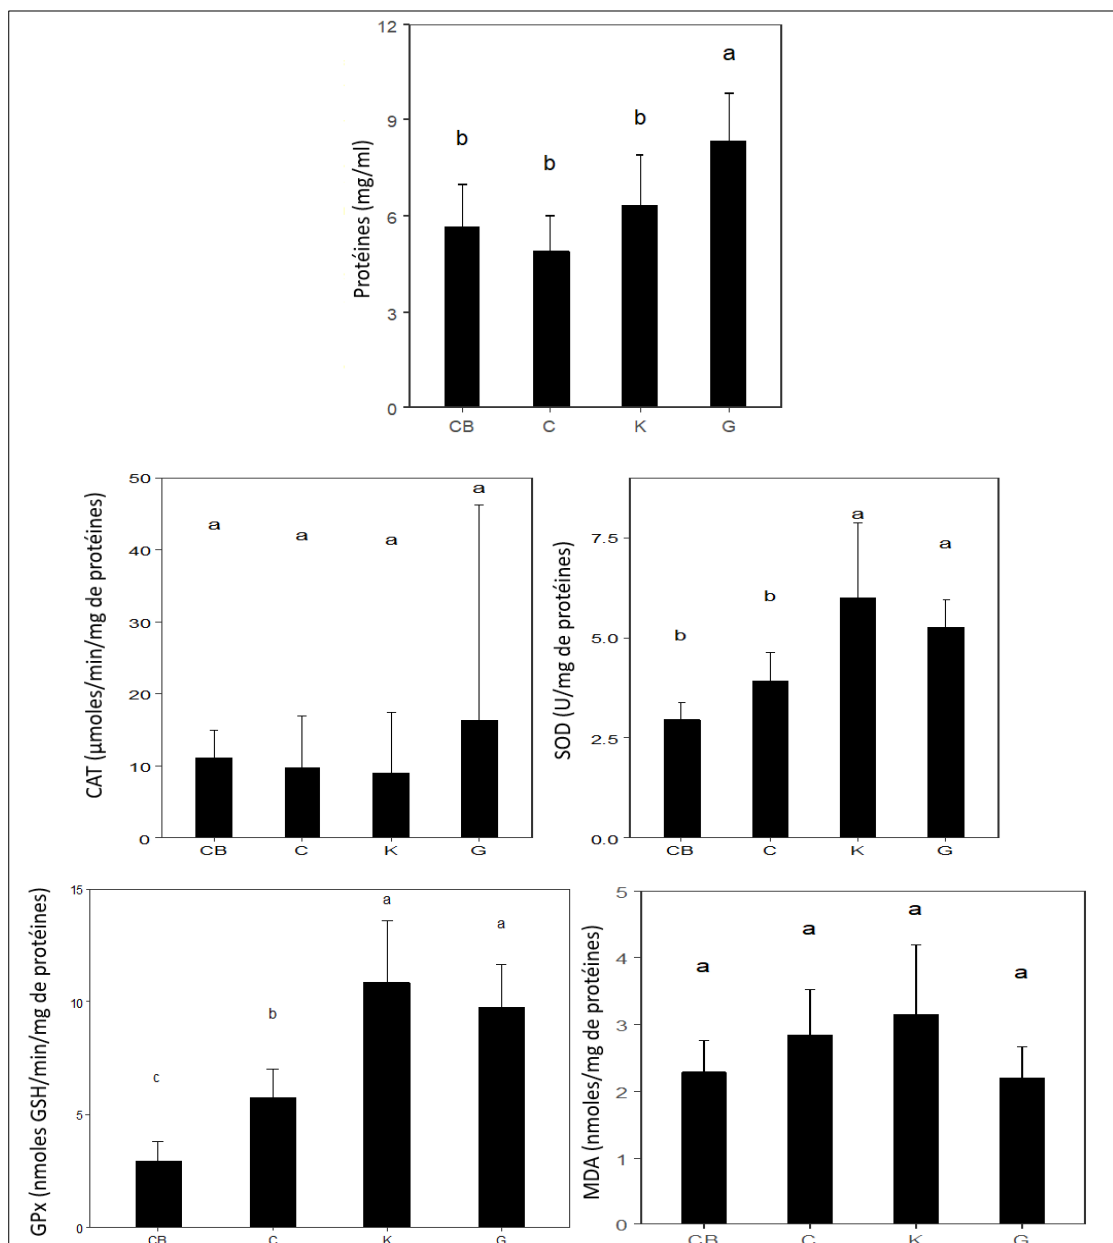 Protéines (mg/ml)
12
9
6
3
0
b
b
b
a
CB C K G
CAT (µmoles/min/mg de protéines)
50
40
30
20
10
0
a
a
a
a
CB C K G
SOD (U/mg de protéines)
7.5
5.0
2.5
0.0
b
b
a
a
CB C K G
GPx (nmoles GSH/min/mg de protéines)
15
10
5
0
c
b
a
a
CB C K G
MDA (nmoles/mg de protéines)
5
4
3
2
1
0
a
a
a
a
CB C K G